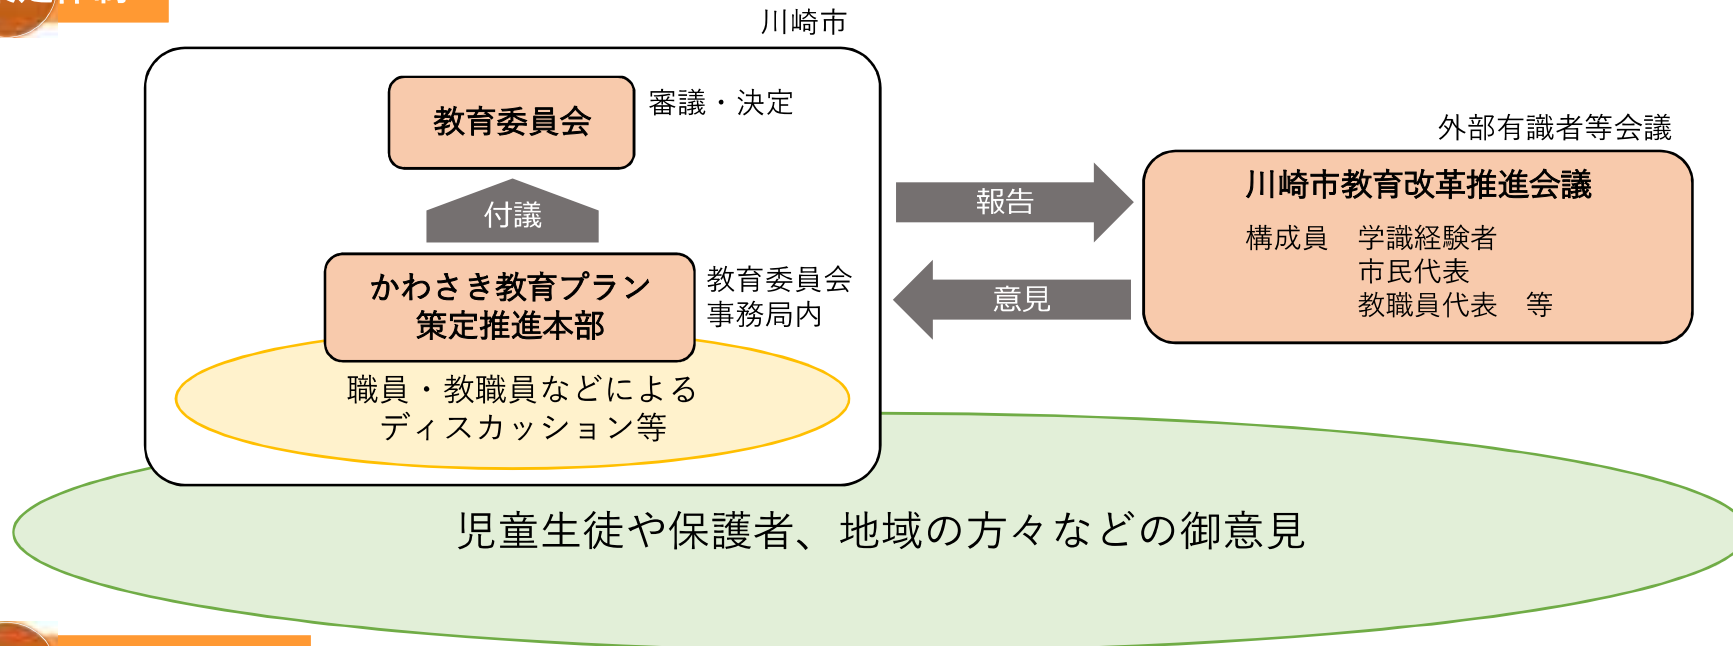 川崎市
教育委員会
審議・決定
付議
かわさき教育プラン
策定推進本部
教育委員会
事務局内
職員・教職員などによる
ディスカッション等
報告
意見
外部有識者等会議
川崎市教育改革推進会議
構成員　学識経験者
市民代表
教職員代表　等
児童生徒や保護者、地域の方々などの御意見